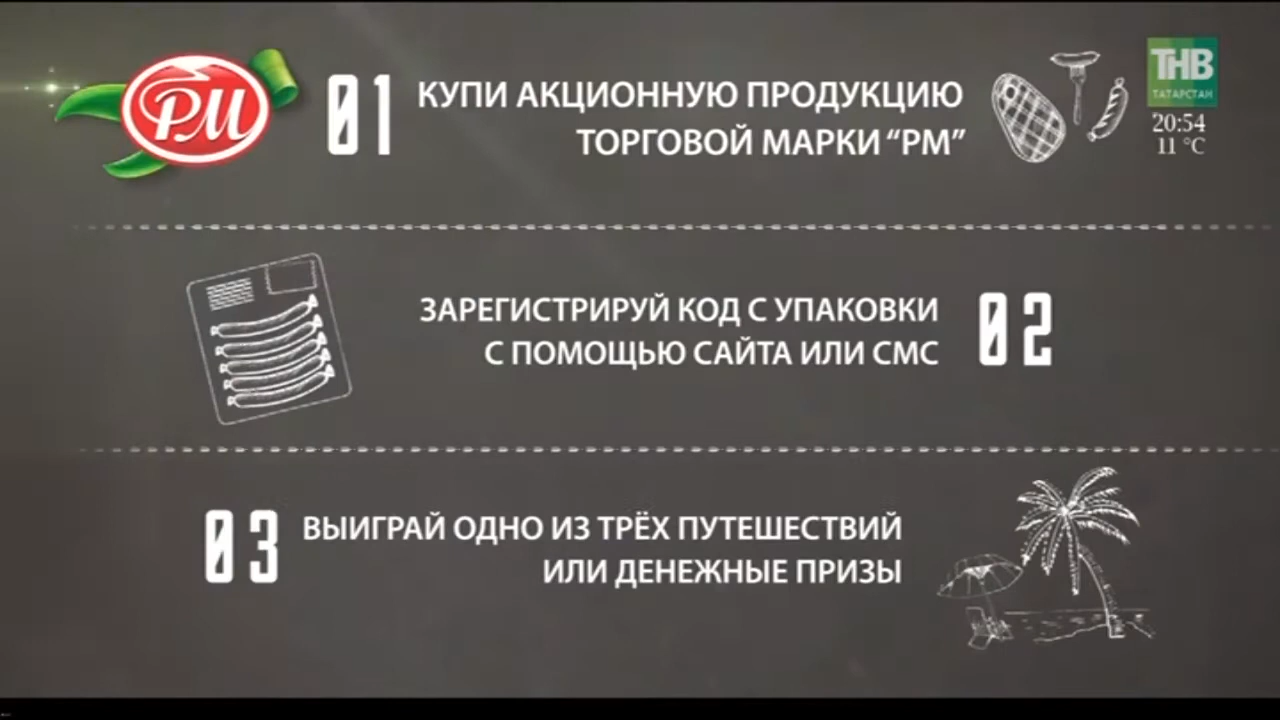 РМ
01
КУПИ АКЦИОННУЮ ПРОДУКЦИЮ
ТОРГОВОЙ МАРКИ “РМ”
ТНВ
ТАТАРСТАН
20:54
11 °C
ЗАРЕГИСТРИРУЙ КОД С УПАКОВКИ
С ПОМОЩЬЮ САЙТА ИЛИ СМС
02
03
ВЫИГРАЙ ОДНО ИЗ ТРЁХ ПУТЕШЕСТВИЙ
ИЛИ ДЕНЕЖНЫЕ ПРИЗЫ